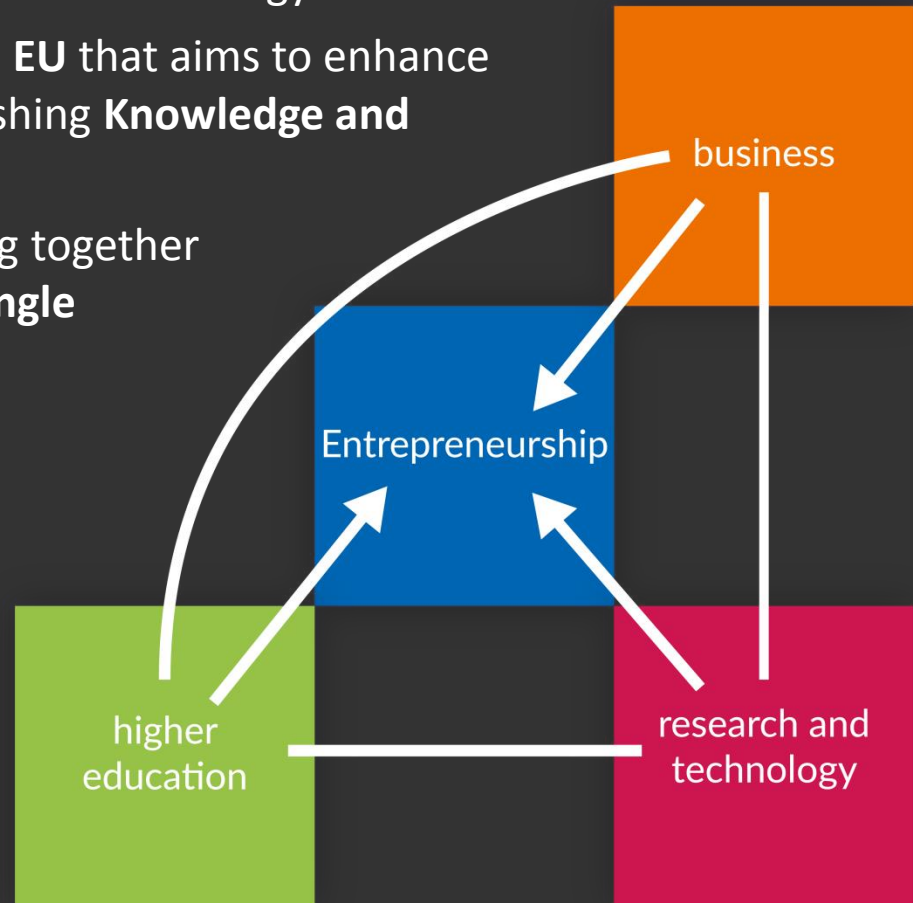 EU that aims to enhance
Knowledge and
together
business
Entrepreneurship
higher
education
research and
technology